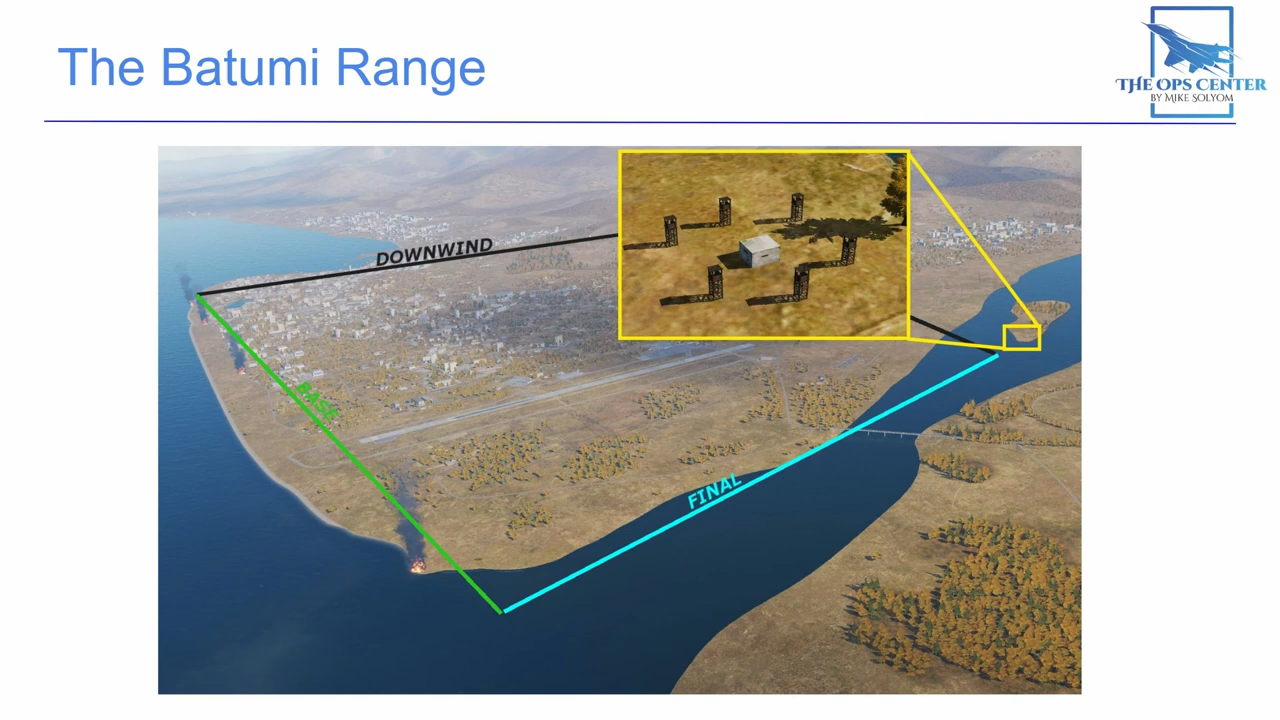 The Batumi Range
THE OPS CENTER
BY MIKE SOLYOM
DOWNWIND
BASE
FINAL